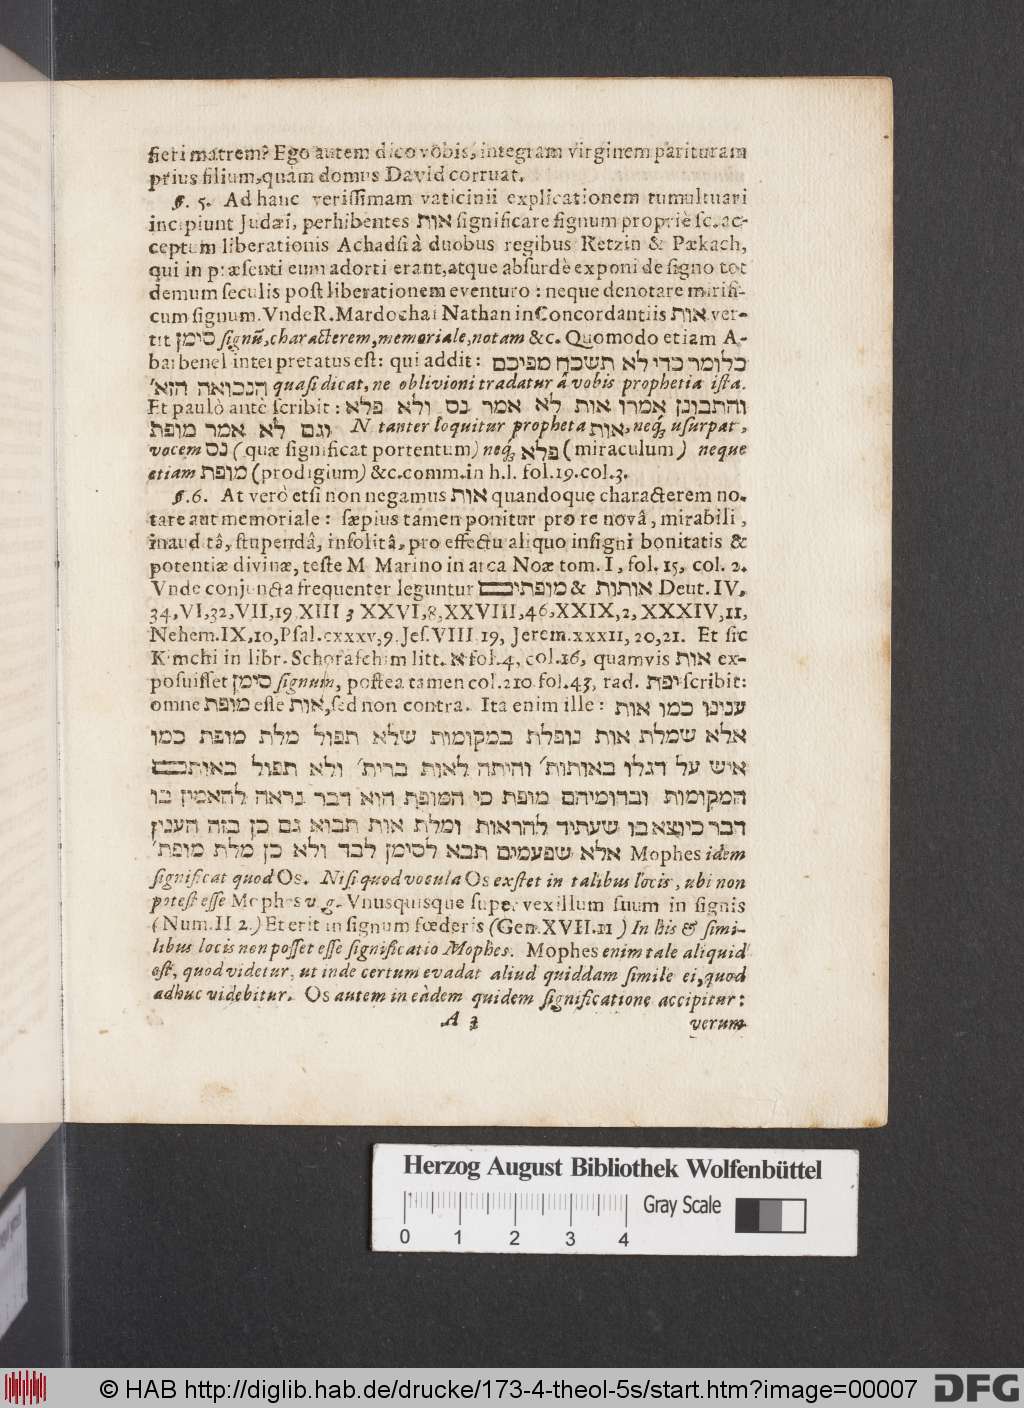 fieri matrem? Ego autem dico vobis, integram virginem parituram
prius filium, quàm domus David corruat.
§. 5. Ad hanc verissimam vaticinii explicationem tumultuari
incipiunt Judæi, perhibentes אות significare signum propriè sc. ac-
ceptum liberationis Achasi à duobus regibus Retzin & Pækach,
qui in præsenti eum adorti erant, atque absurdè exponi de signo tot
demum seculis post liberationem eventuro: neque denotare mirifi-
cum signum. Vnde R. Mardochai Nathan in Concordantiis אות ver-
tit סימן signũ, characterem, memoriale, notam &c. Quomodo etiam A-
barbenel interpretatus est: qui addit: כלומר כדי לא תשכח מפיכם
הנבואה הזא׳ quasi dicat, ne oblivioni tradatur â vobis prophetia ista.
Et paulò antè scribit: והתבונן אמרו אות לא אמר נס ולא פלא
וגם לא אמר מופת N tanter loquitur propheta אות, neq; usurpat,
vocem נס (quæ significat portentum) neq; פלא (miraculum) neque
etiam מופת (prodigium) &c. comm. in h. l. fol. 19. col. 3.
§. 6. At verò etsi non negamus אות quandoque characterem no-
tare aut memoriale: sæpius tamen ponitur pro re novâ, mirabili,
inaud tâ, stupendâ, insolitâ, pro effectu aliquo insigni bonitatis &
potentiæ divinæ, teste M Marino in arca Noæ tom. I, fol. 15, col. 2.
Vnde conjuncta frequenter leguntur אותות & מופתים Deut. IV,
34, VI, 32, VII, 19 XIII 3 XXVI, 8, XXVIII, 46, XXIX, 2, XXXIV, 11,
Nehem. IX, 10, Psal. cxxxv, 9. Jes. VIII 19, Jerem. xxxII, 20, 21. Et sic
Kimchi in libr. Schoraschim litt. א fol. 4, col. 16, quamvis אות ex-
posuisset סימן signum, postea tamen col. 210 fol. 43, rad. יפת scribit:
omne מופת esse אות, sed non contra. Ita enim ille: ענינו כמו אות
אלא שמלת אות נופלת במקומות שלא תפול מלת מופת כמו
איש על דגלו באותות׳ והיתה לאות ברית׳ ולא תפול באותם
המקומות ובדומיהם מופת כי המופת הוא דבר נראה להאמין בו
דבר כיוצא בו שעתיד להראות ומלת אות תבוא גם כן בזה הענין
אלא שפעמים תבא לסימן לבד ולא כן מלת מופת׳ Mophes idem
significat quod Os. Nisi quod vocula Os exstet in talibus locis, ubi non
potest esse Mophes v. g. Vnusquisque super vexillum suum in signis
(Num. II 2.) Et erit in signum fœderis (Gen. XVII. 11) In his & simi-
libus locis non posset esse significatio Mophes. Mophes enim tale aliquid
est, quod videtur, ut inde certum evadat aliud quiddam simile ei, quod
adhuc videbitur. Os autem in eâdem quidem significatione accipitur:
A 3 verum
Herzog August Bibliothek Wolfenbüttel
Gray Scale
0 1 2 3 4
© HAB http://diglib.hab.de/drucke/173-4-theol-5s/start.htm?image=00007 DFG